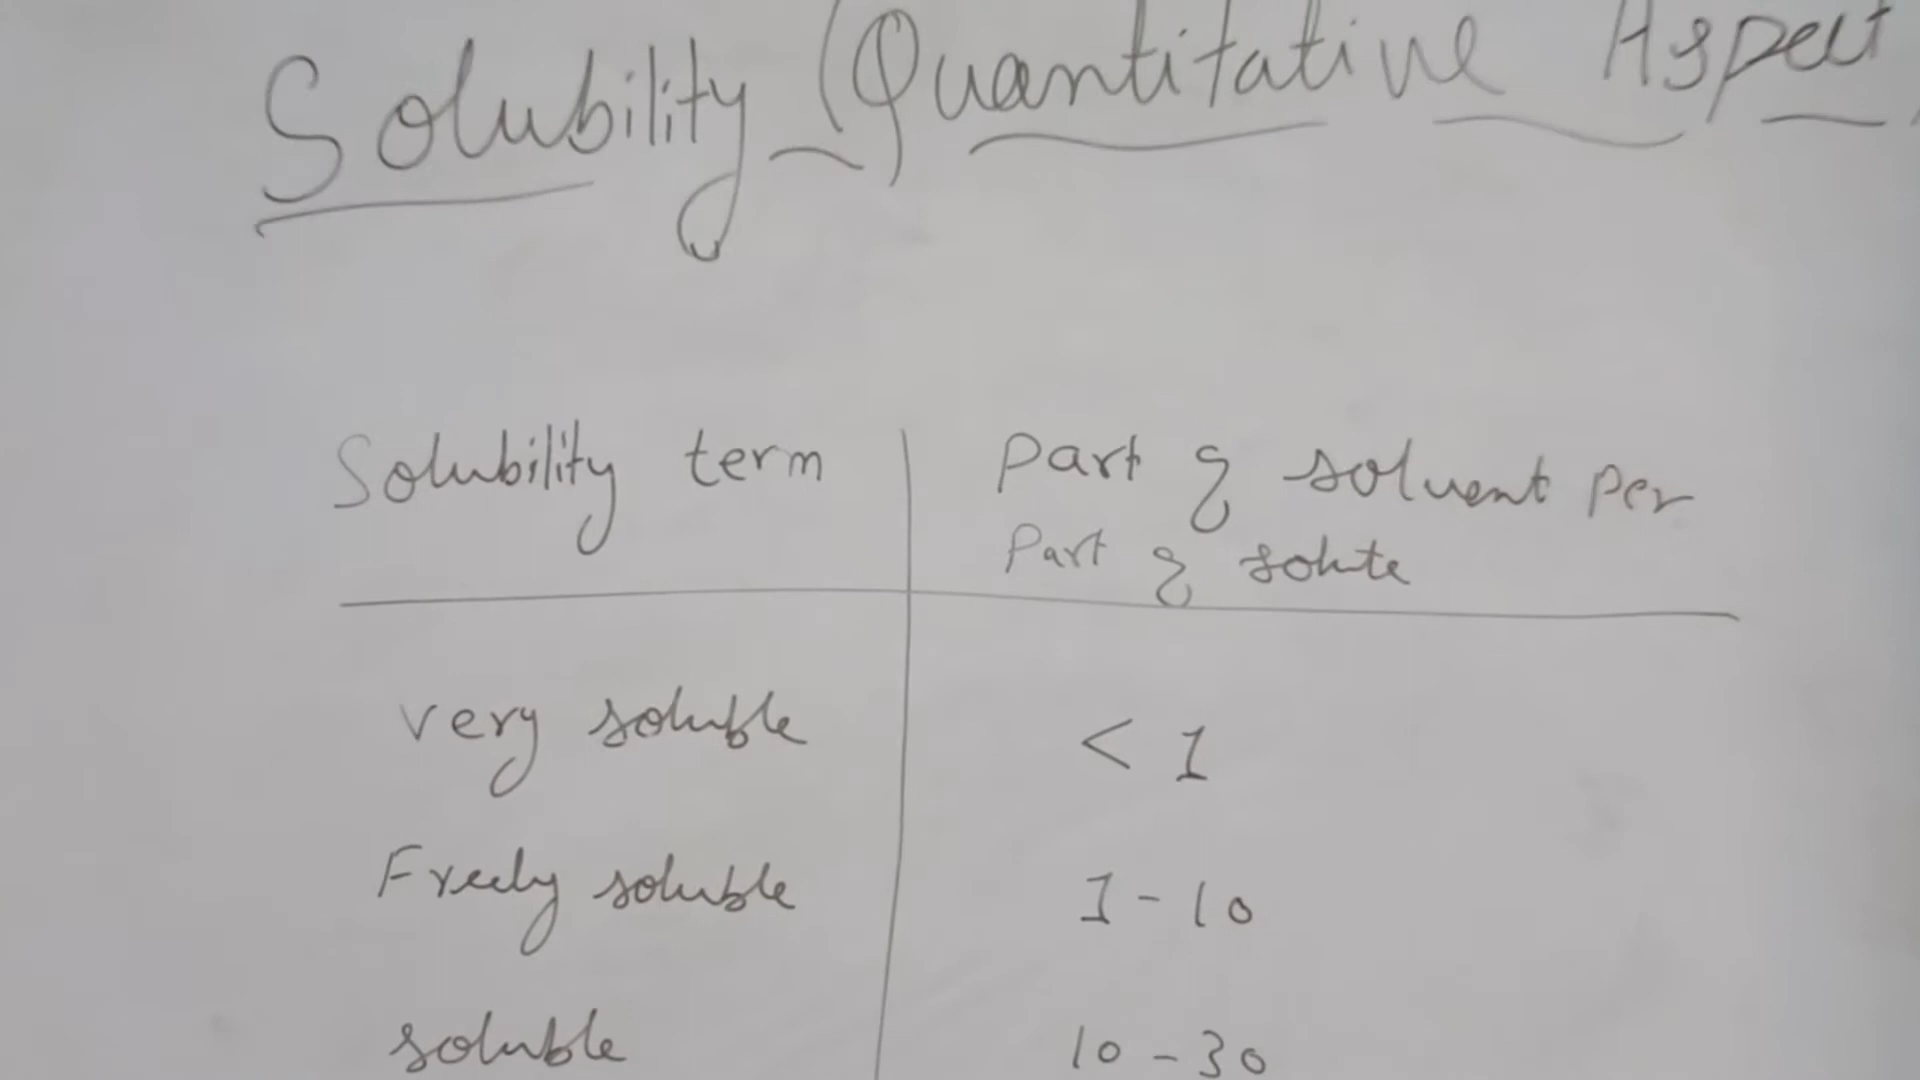 Solubility (Quantitative Aspect)
Solubility term | Part of solvent per
Part of solute
very soluble | < 1
Freely soluble | 1 - 10
soluble | 10 - 30